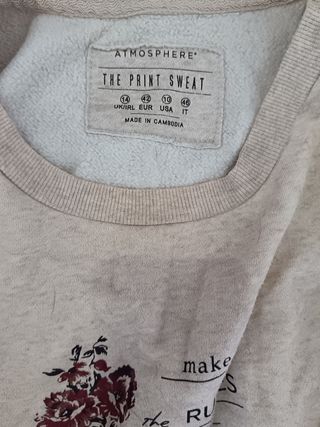 ATMOSPHERE®
THE PRINT SWEAT
14 42 10 46
UK/IRL EUR USA IT
MADE IN CAMBODIA
make
the